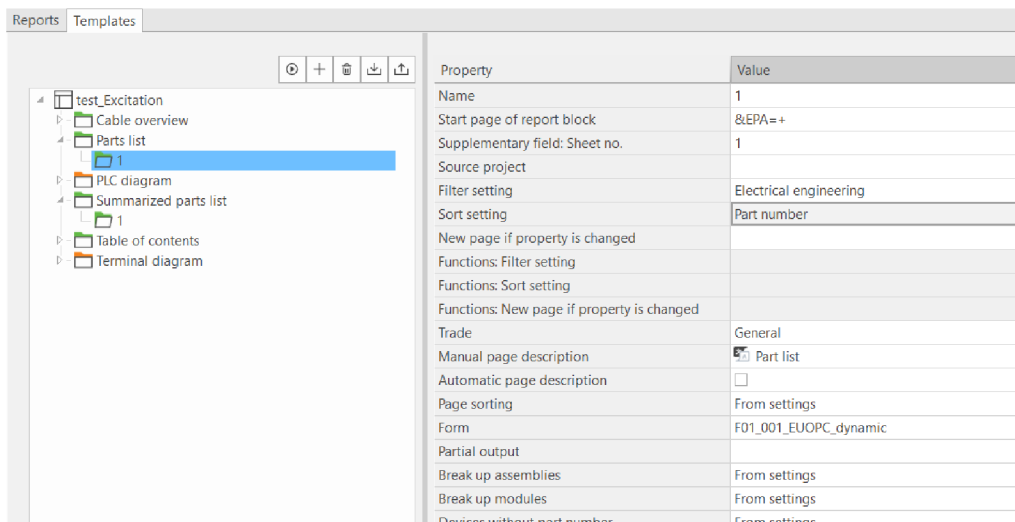 Reports Templates
Property Value
test_Excitation
Cable overview
Parts list
1
PLC diagram
Summarized parts list
1
Table of contents
Terminal diagram
Name 1
Start page of report block &EPA=+
Supplementary field: Sheet no. 1
Source project
Filter setting Electrical engineering
Sort setting Part number
New page if property is changed
Functions: Filter setting
Functions: Sort setting
Functions: New page if property is changed
Trade General
Manual page description Part list
Automatic page description
Page sorting From settings
Form F01_001_EUOPC_dynamic
Partial output
Break up assemblies From settings
Break up modules From settings
Devices without part number From settings